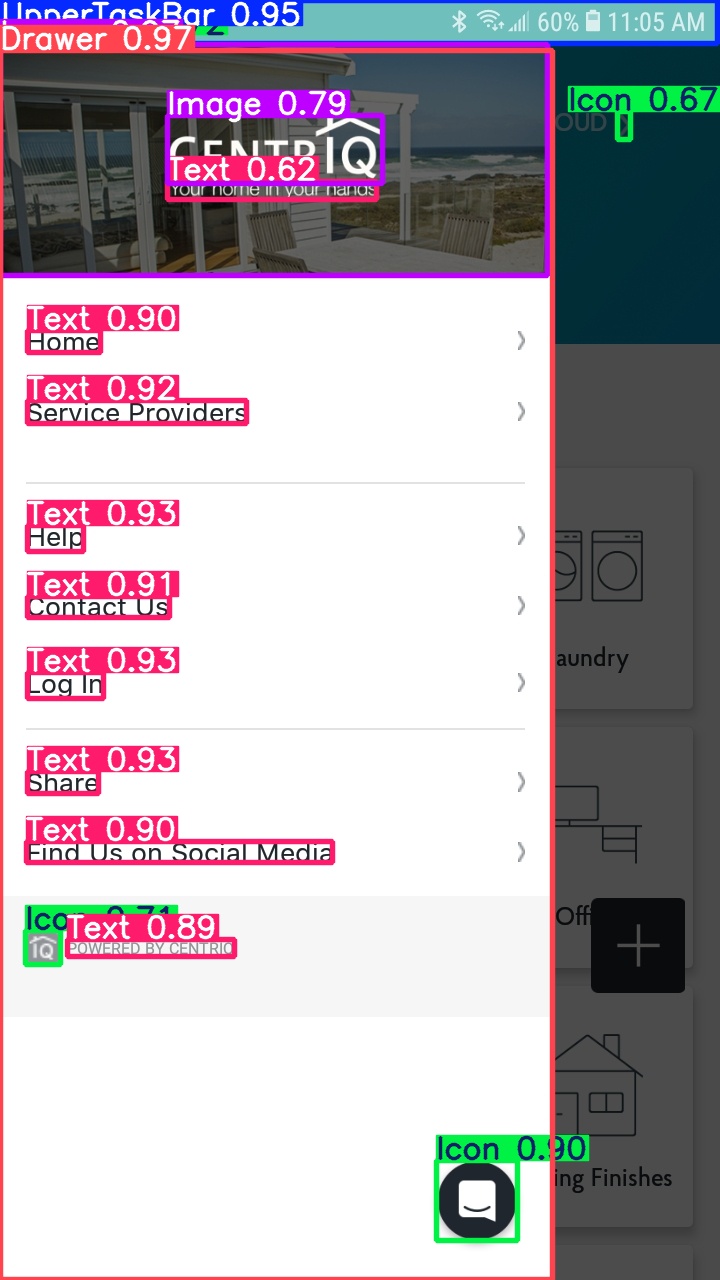 UpperTaskBar 0.95
60% 11:05 AM
Drawer 0.97
Image 0.79
Icon 0.67
OUD
CENTRIQ
Text 0.62
Your home in your hands
Text 0.90
Home
Text 0.92
Service Providers
Text 0.93
Help
Text 0.91
Contact Us
aundry
Text 0.93
Log In
Text 0.93
Share
Text 0.90
Find Us on Social Media
Icon 0.71
Off
Text 0.89
IQ POWERED BY CENTRIQ
Icon 0.90
ing Finishes